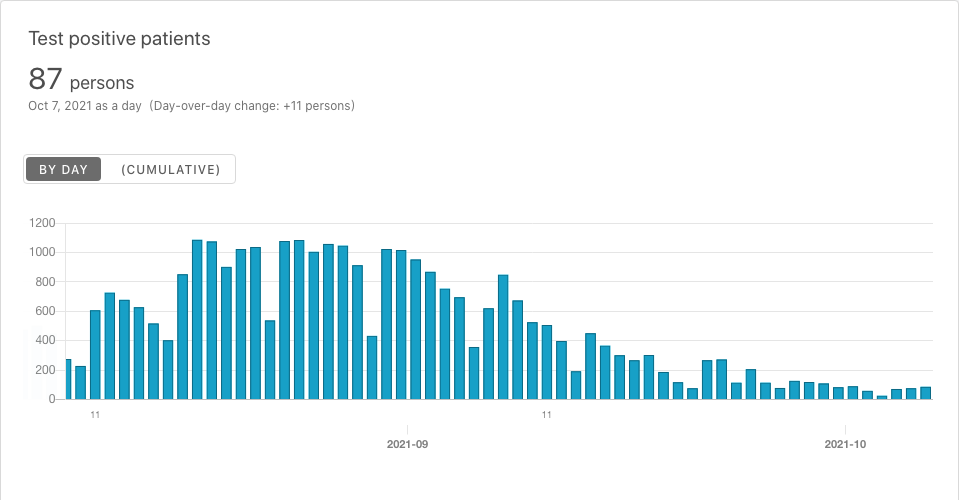 Test positive patients
87 persons
Oct 7, 2021 as a day (Day-over-day change: +11 persons)
BY DAY (CUMULATIVE)
1200
1000
800
600
400
200
0
11 11
2021-09 2021-10